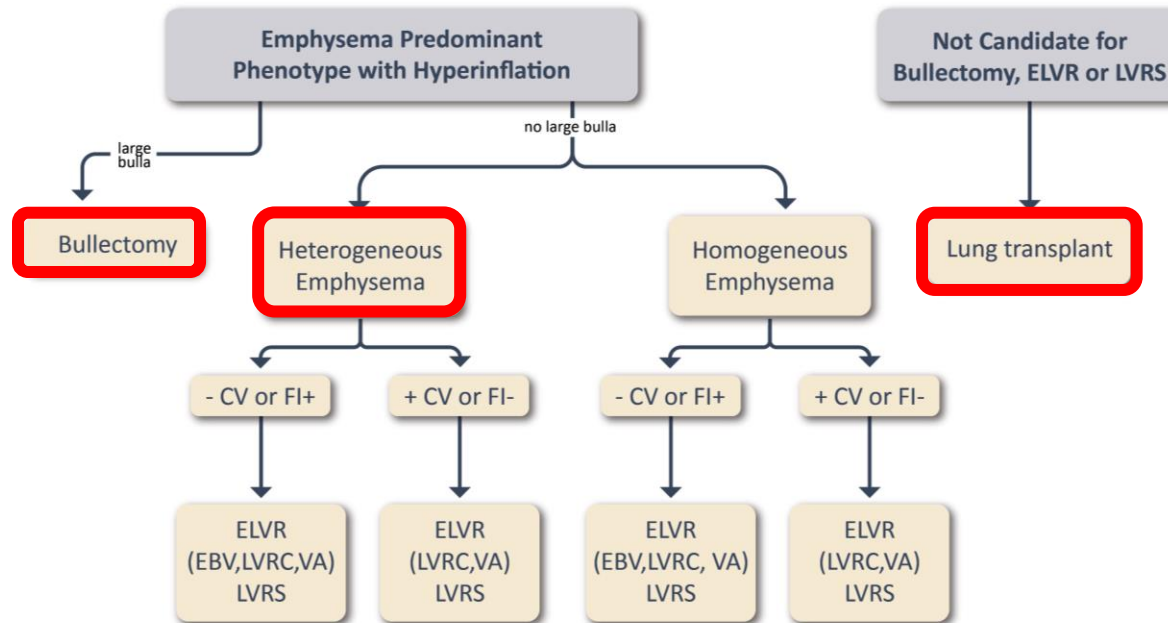 Emphysema Predominant
Phenotype with Hyperinflation
Not Candidate for
Bullectomy, ELVR or LVRS
large
bulla
no large bulla
Bullectomy
Heterogeneous
Emphysema
Homogeneous
Emphysema
Lung transplant
- CV or FI+
+ CV or FI-
- CV or FI+
+ CV or FI-
ELVR
(EBV,LVRC,VA)
LVRS
ELVR
(LVRC,VA)
LVRS
ELVR
(EBV,LVRC, VA)
LVRS
ELVR
(LVRC,VA)
LVRS